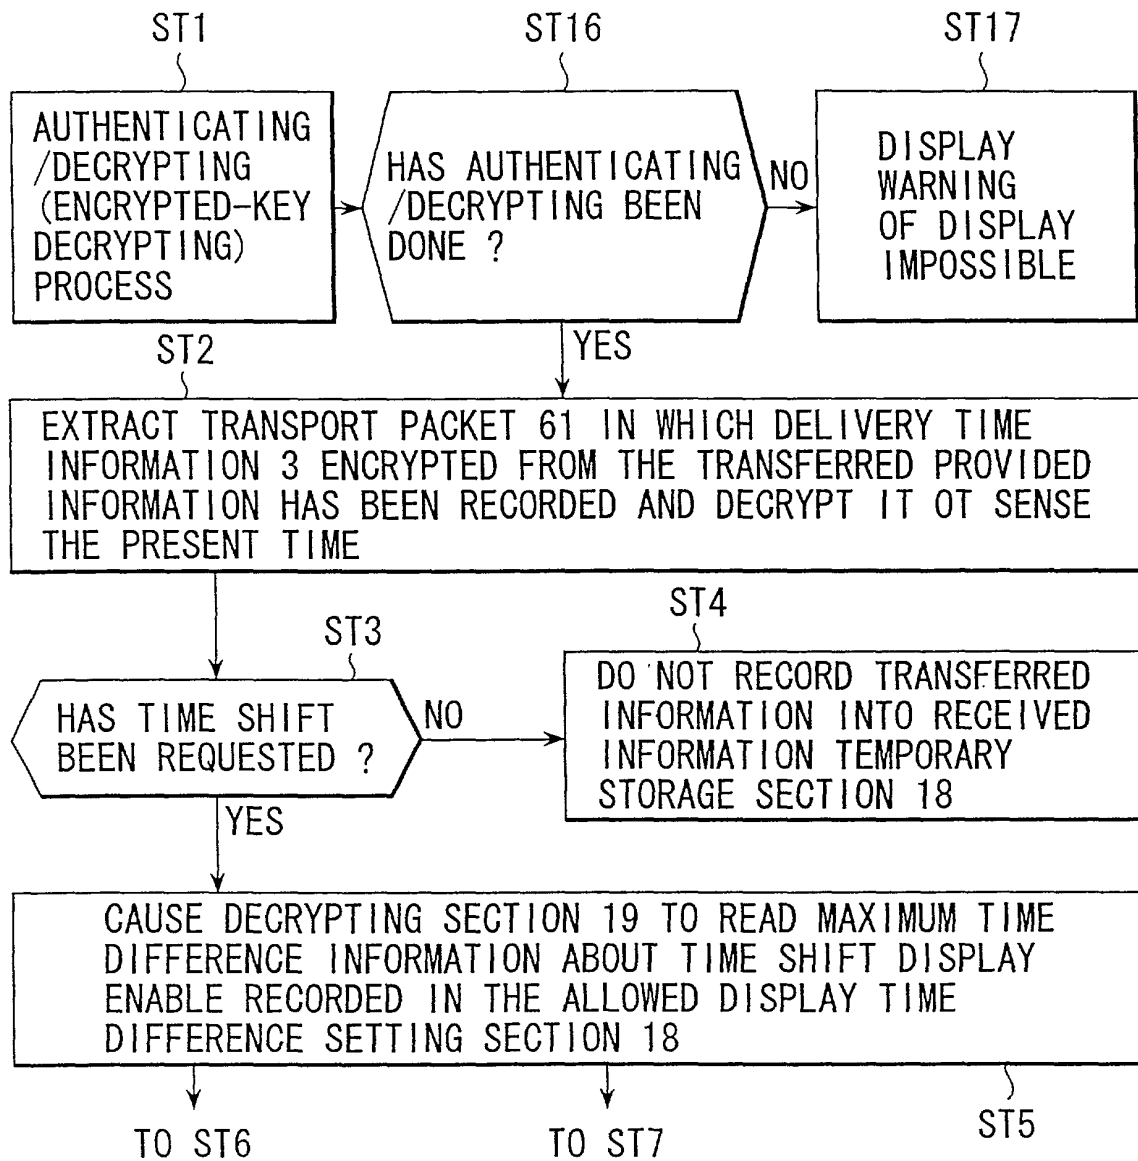 ST1
ST16
ST17
AUTHENTICATING
/DECRYPTING
(ENCRYPTED-KEY
DECRYPTING)
PROCESS
HAS AUTHENTICATING
/DECRYPTING BEEN
DONE ?
NO
DISPLAY
WARNING
OF DISPLAY
IMPOSSIBLE
YES
ST2
EXTRACT TRANSPORT PACKET 61 IN WHICH DELIVERY TIME
INFORMATION 3 ENCRYPTED FROM THE TRANSFERRED PROVIDED
INFORMATION HAS BEEN RECORDED AND DECRYPT IT OT SENSE
THE PRESENT TIME
ST3
ST4
HAS TIME SHIFT
BEEN REQUESTED ?
NO
DO NOT RECORD TRANSFERRED
INFORMATION INTO RECEIVED
INFORMATION TEMPORARY
STORAGE SECTION 18
YES
CAUSE DECRYPTING SECTION 19 TO READ MAXIMUM TIME
DIFFERENCE INFORMATION ABOUT TIME SHIFT DISPLAY
ENABLE RECORDED IN THE ALLOWED DISPLAY TIME
DIFFERENCE SETTING SECTION 18
TO ST6
TO ST7
ST5